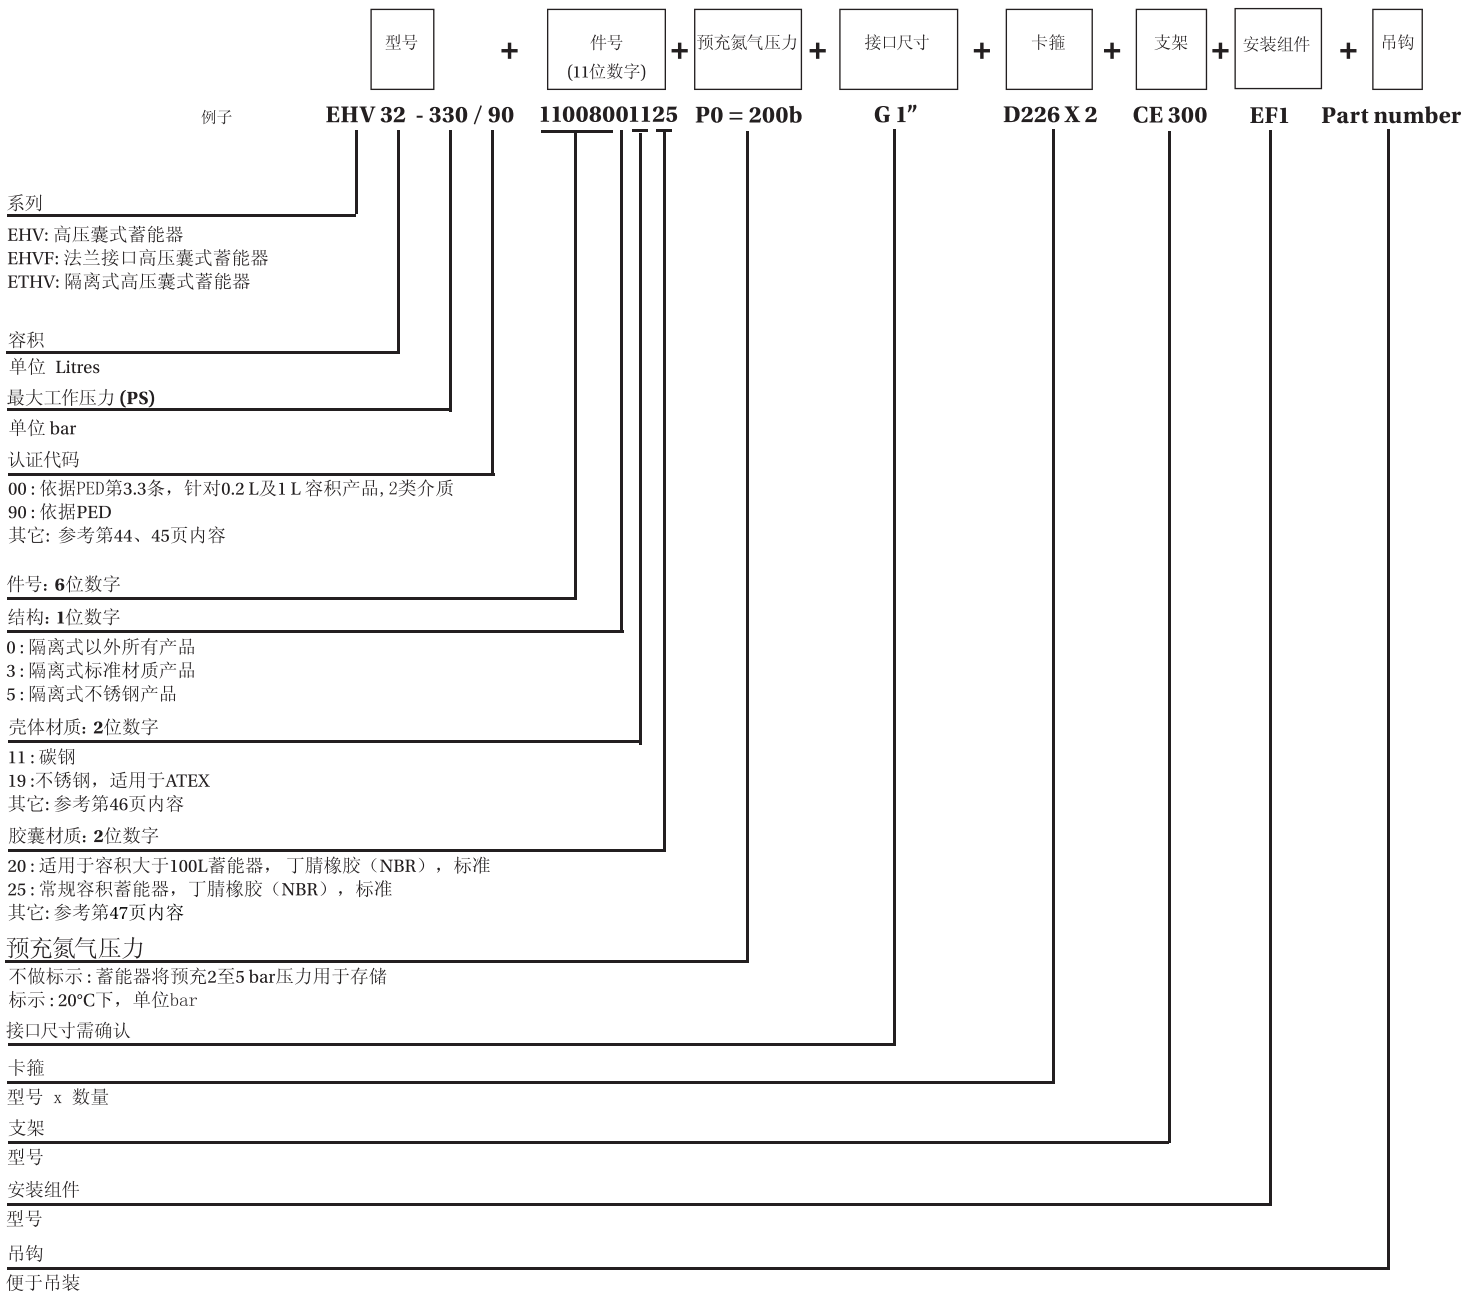 型号 + 件号 + 预充氮气压力 + 接口尺寸 + 卡箍 + 支架 + 安装组件 + 吊钩
(11位数字)
例子 EHV 32 - 330 / 90 11008001125 P0 = 200b G 1” D226 X 2 CE 300 EF1 Part number
系列
EHV: 高压囊式蓄能器
EHVF: 法兰接口高压囊式蓄能器
ETHV: 隔离式高压囊式蓄能器
容积
单位 Litres
最大工作压力 (PS)
单位 bar
认证代码
00 : 依据PED第3.3条，针对0.2 L及1 L 容积产品, 2类介质
90 : 依据PED
其它: 参考第44、45页内容
件号: 6位数字
结构: 1位数字
0 : 隔离式以外所有产品
3 : 隔离式标准材质产品
5 : 隔离式不锈钢产品
壳体材质: 2位数字
11 : 碳钢
19 :不锈钢，适用于ATEX
其它: 参考第46页内容
胶囊材质: 2位数字
20 : 适用于容积大于100L蓄能器， 丁腈橡胶（NBR），标准
25 : 常规容积蓄能器，丁腈橡胶（NBR），标准
其它: 参考第47页内容
预充氮气压力
不做标示 : 蓄能器将预充2至5 bar压力用于存储
标示 : 20°C下，单位bar
接口尺寸需确认
卡箍
型号 x 数量
支架
型号
安装组件
型号
吊钩
便于吊装